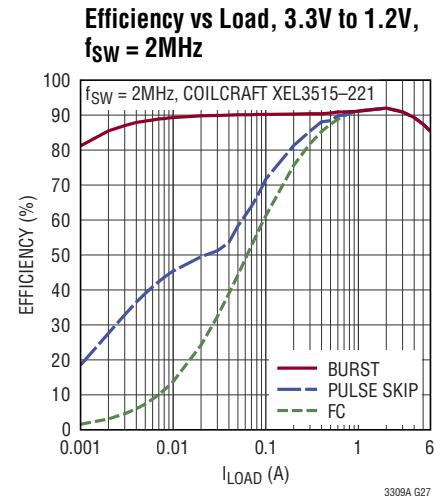 Efficiency vs Load, 3.3V to 1.2V,
fSW = 2MHz
fSW = 2MHz, COILCRAFT XEL3515–221
100
90
80
70
60
50
40
30
20
10
0
EFFICIENCY (%)
BURST
PULSE SKIP
FC
0.001
0.01
0.1
1
6
ILOAD (A)
3309A G27